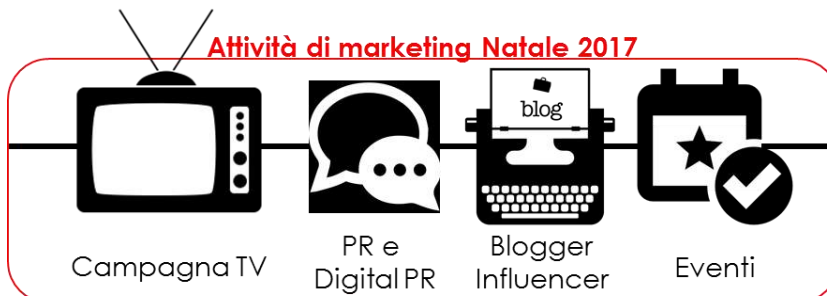 Attività di marketing Natale 2017
blog
Campagna TV
PR e
Digital PR
Blogger
Influencer
Eventi